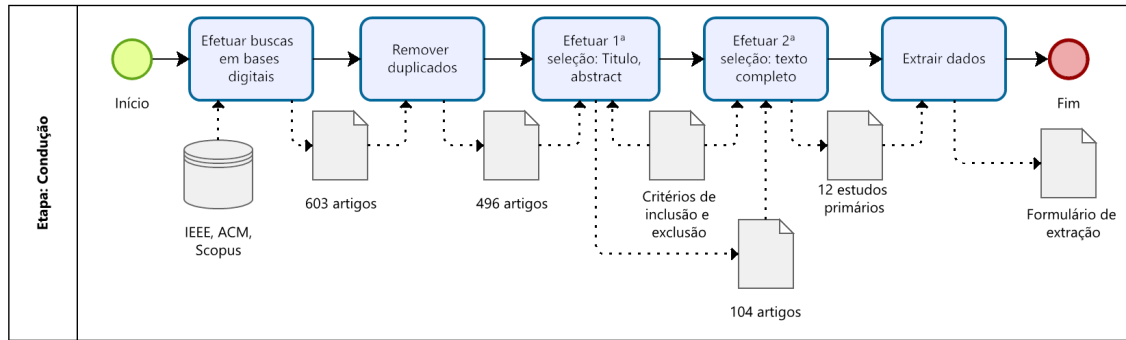 Etapa: Condução
Início
Efetuar buscas
em bases
digitais
Remover
duplicados
Efetuar 1ª
seleção: Titulo,
abstract
Efetuar 2ª
seleção: texto
completo
Extrair dados
Fim
IEEE, ACM,
Scopus
603 artigos
496 artigos
Critérios de
inclusão e
exclusão
104 artigos
12 estudos
primários
Formulário de
extração